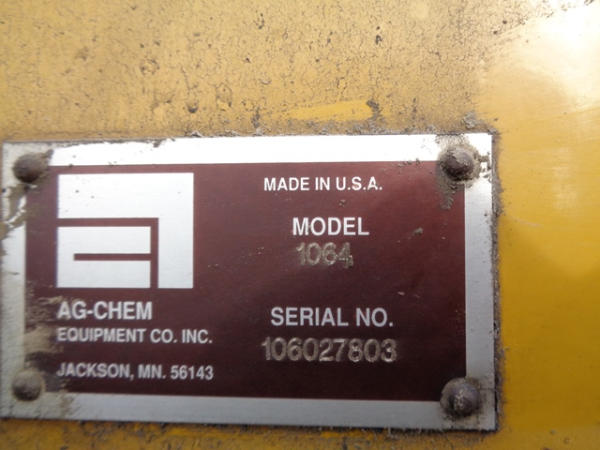 MADE IN U.S.A.
MODEL
1064
AG-CHEM
EQUIPMENT CO. INC.
JACKSON, MN. 56143
SERIAL NO.
106027803